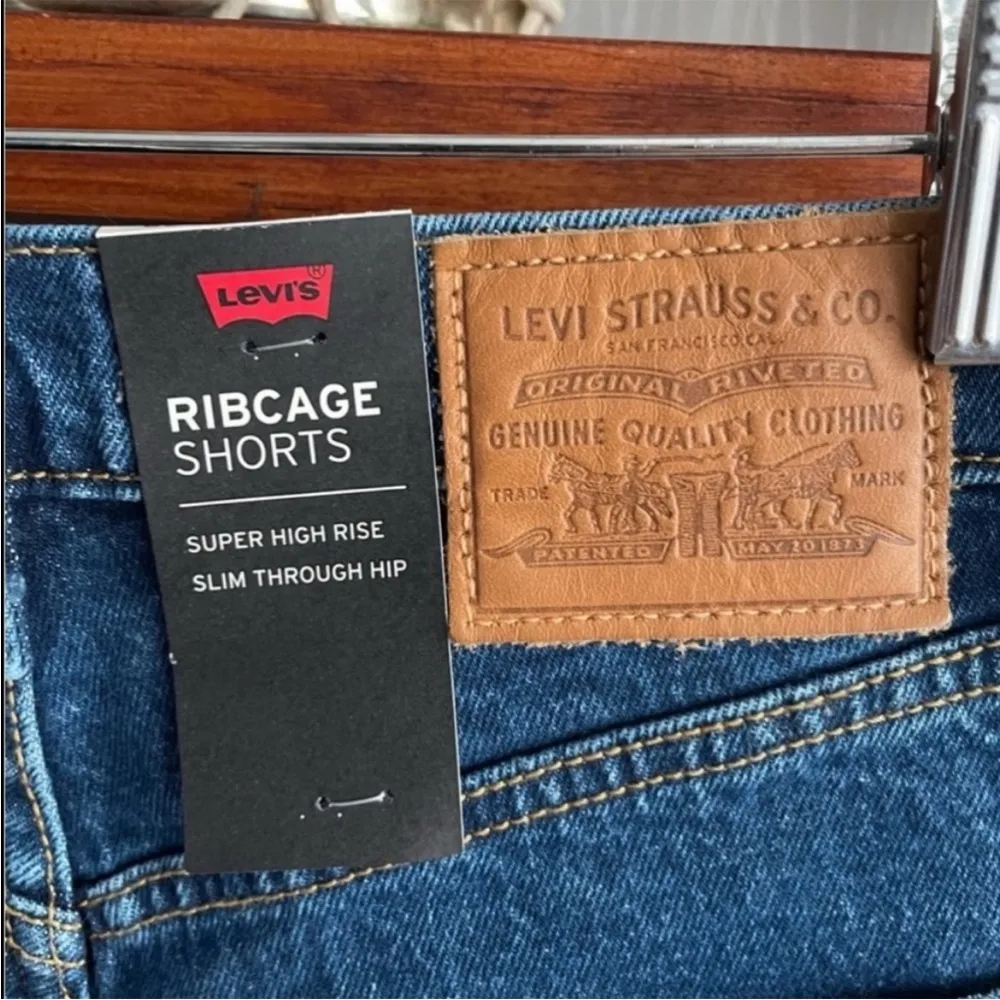 LEVI'S®
RIBCAGE
SHORTS
SUPER HIGH RISE
SLIM THROUGH HIP
LEVI STRAUSS & CO.
SAN FRANCISCO CAL.
ORIGINAL RIVETED
GENUINE QUALITY CLOTHING
TRADE MARK
PATENTED MAY 20 1873